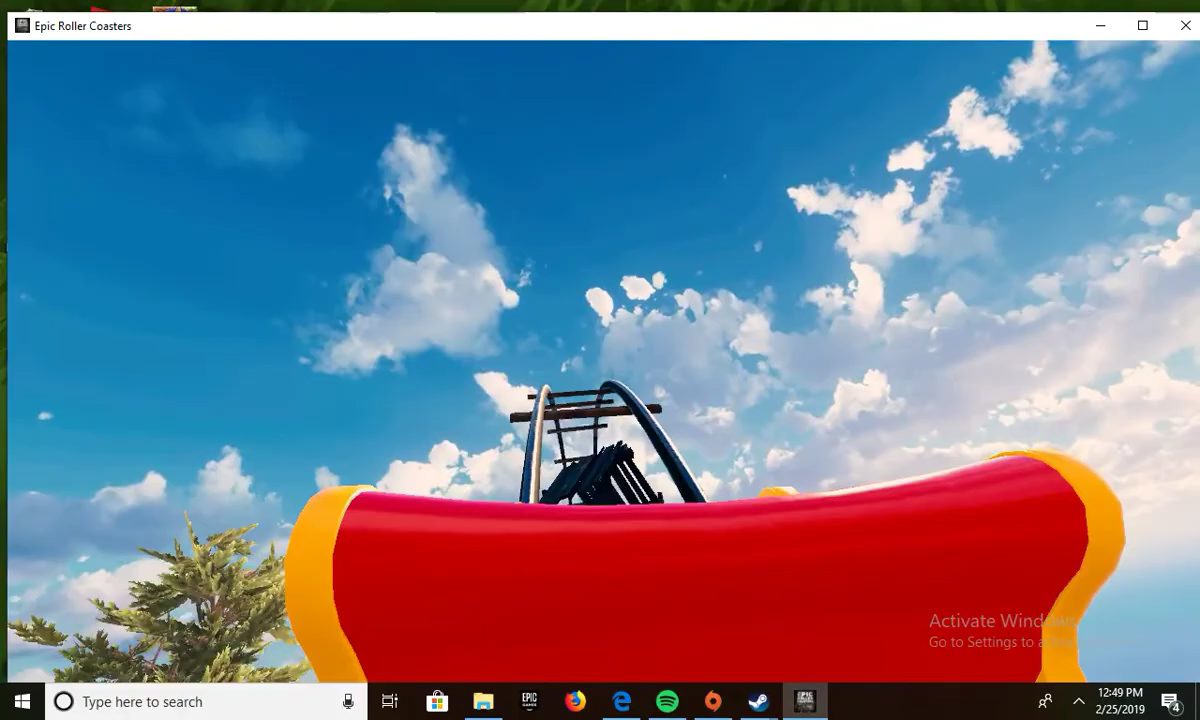 Epic Roller Coasters
Activate Windows
Go to Settings to a
Type here to search
EPIC
GAMES
12:49 PM
2/25/2019
4